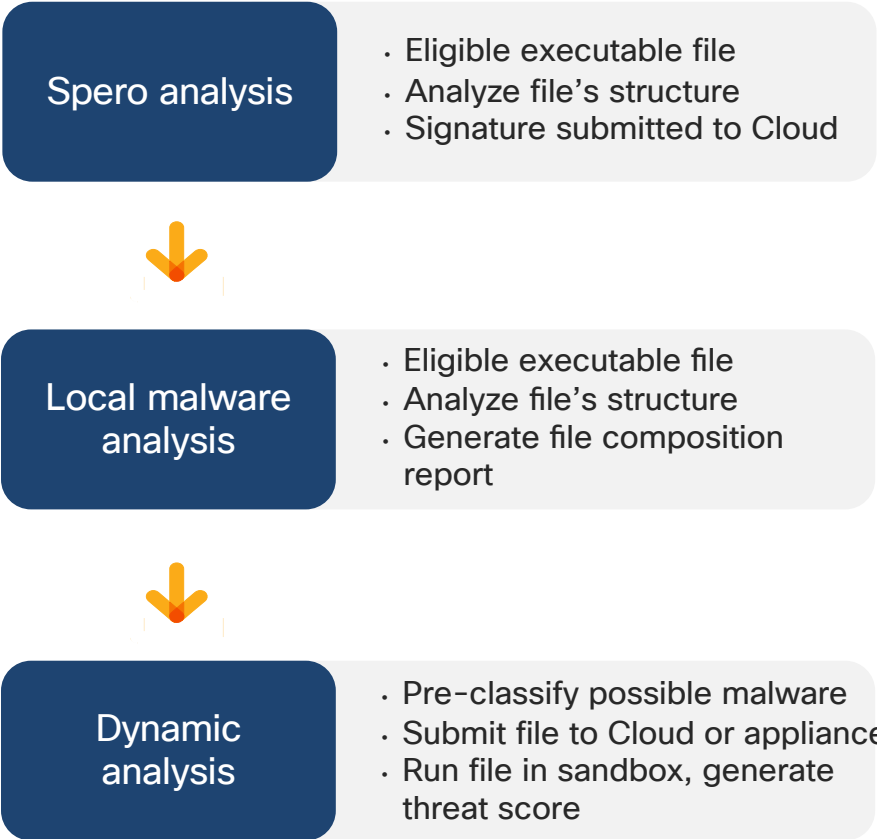 Spero analysis
· Eligible executable file
· Analyze file’s structure
· Signature submitted to Cloud
Local malware
analysis
· Eligible executable file
· Analyze file’s structure
· Generate file composition
report
Dynamic
analysis
· Pre-classify possible malware
· Submit file to Cloud or appliance
· Run file in sandbox, generate
threat score